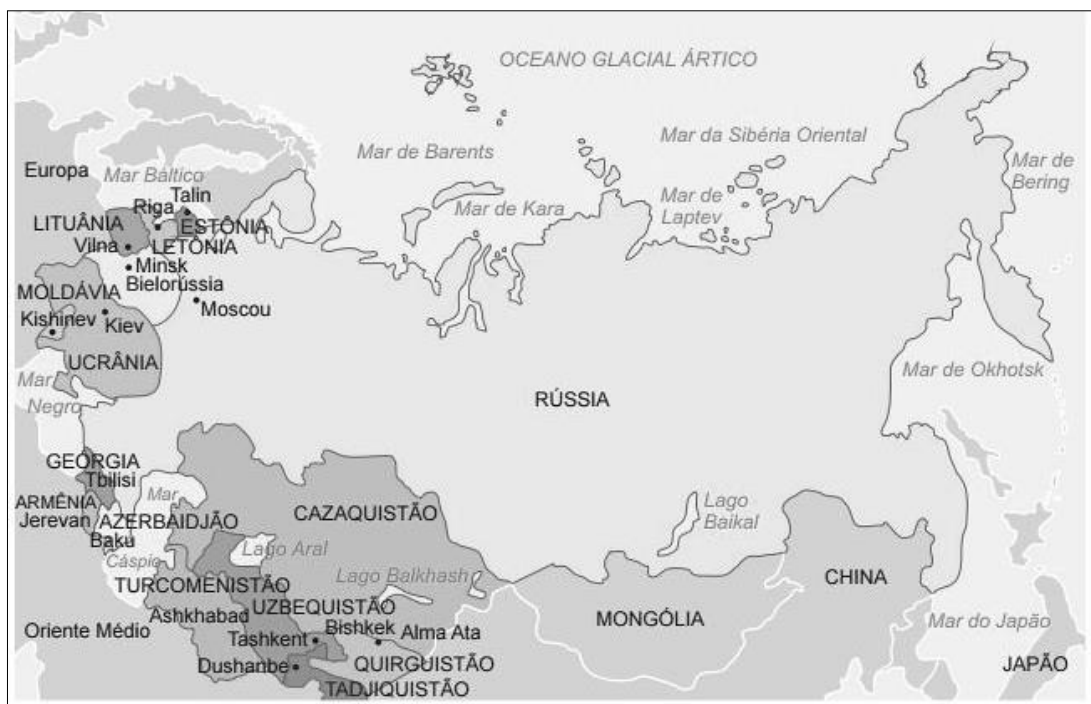 OCEANO GLACIAL ÁRTICO
Mar da Sibéria Oriental
Mar de Barents
Mar de
Bering
Europa
Mar Báltico
Talin
Riga
Mar de Kara
Mar de
Laptev
LITUÂNIA
ESTÔNIA
Vilna
LETÔNIA
Minsk
Bielorússia
MOLDÁVIA
Moscou
Kishinev
Kiev
UCRÂNIA
Mar
Negro
Mar de Okhotsk
RÚSSIA
GEÓRGIA
Tbilisi
ARMÊNIA
Jerevan
Mar
AZERBAIDJÃO
Baku
Cáspio
CAZAQUISTÃO
Lago
Baikal
Lago Aral
Lago Balkhash
TURCOMENISTÃO
CHINA
Ashkhabad
UZBEQUISTÃO
MONGÓLIA
Oriente Médio
Bishkek
Tashkent
Alma Ata
Mar do Japão
Dushanbe
QUIRGUISTÃO
JAPÃO
TADJIQUISTÃO